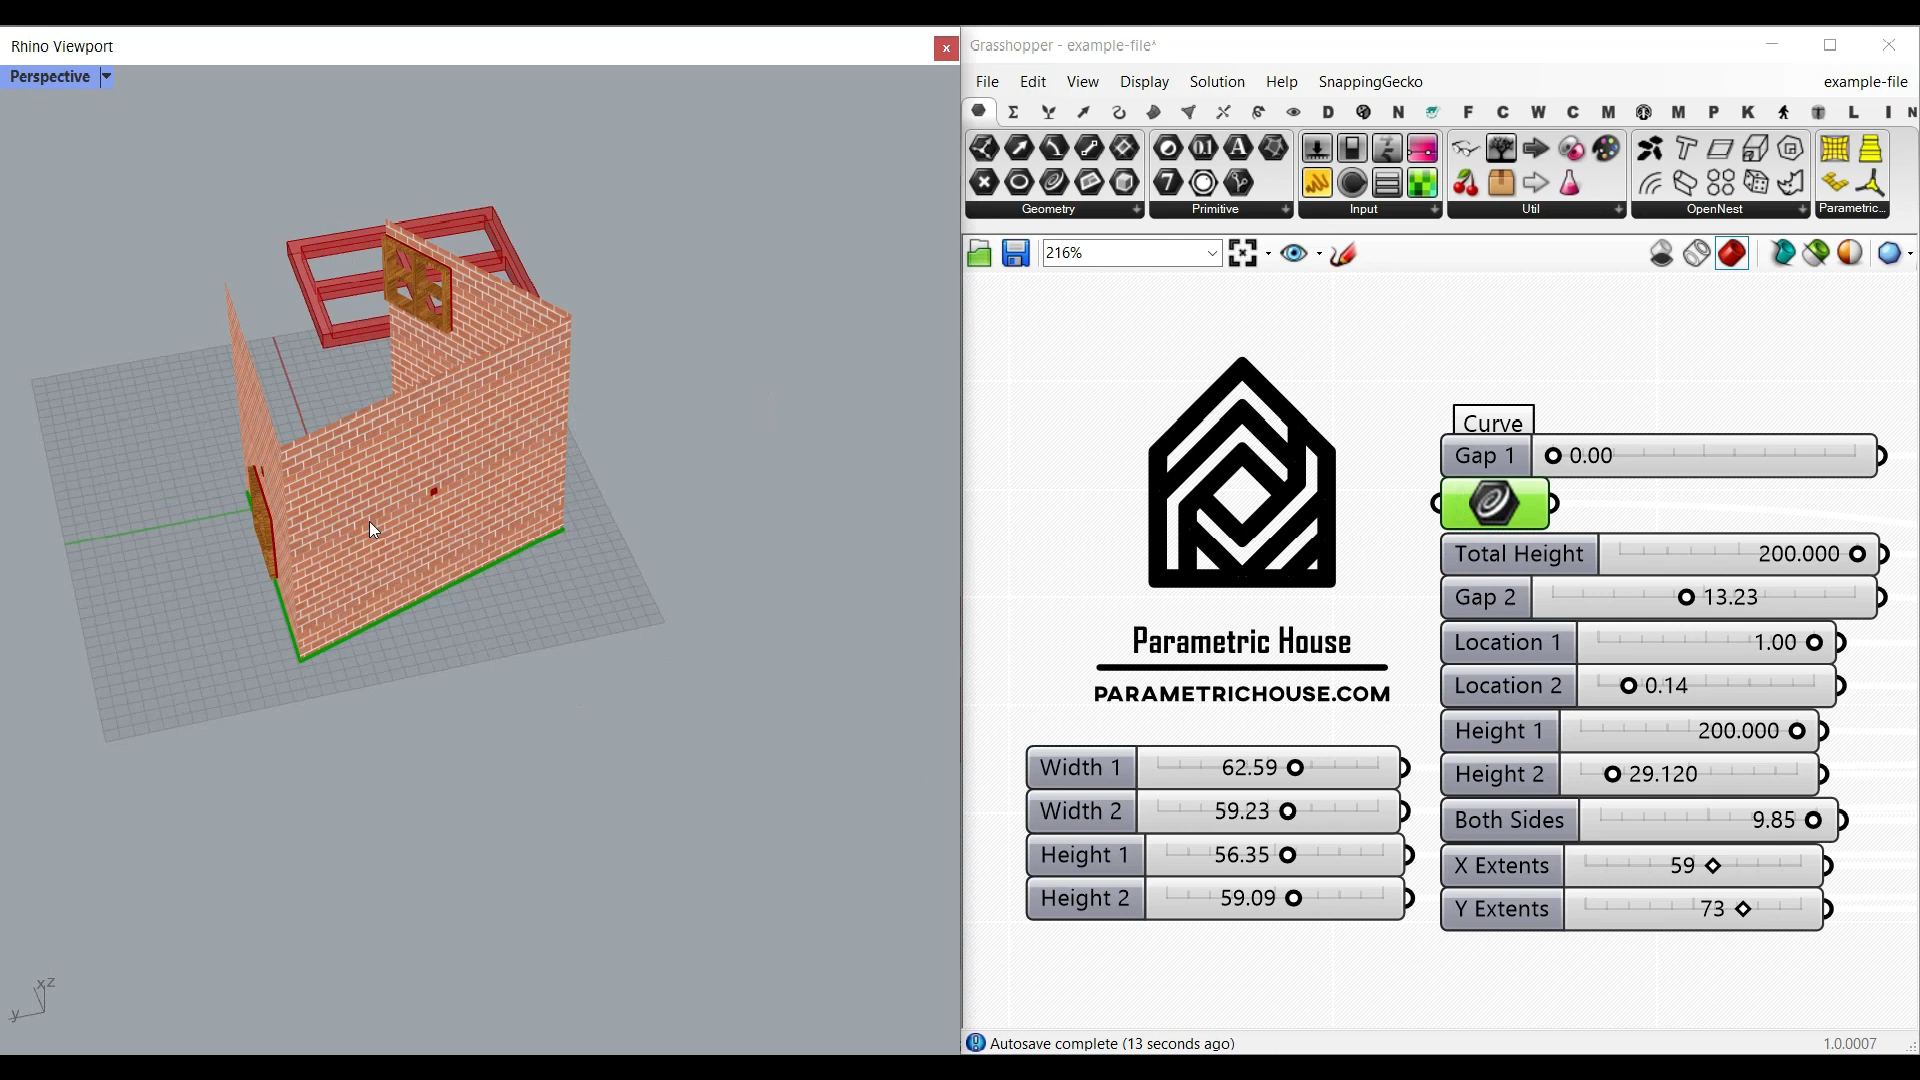 Rhino Viewport
x
Perspective
xz
y
Grasshopper - example-file*
File Edit View Display Solution Help SnappingGecko
example-file
D N F C W C M M P K L I N
Geometry
Primitive
Input
Util
OpenNest
Parametric...
216%
Parametric House
PARAMETRICHOUSE.COM
Width 1 62.59
Width 2 59.23
Height 1 56.35
Height 2 59.09
Curve
Gap 1 0.00
Total Height 200.000
Gap 2 13.23
Location 1 1.00
Location 2 0.14
Height 1 200.000
Height 2 29.120
Both Sides 9.85
X Extents 59
Y Extents 73
Autosave complete (13 seconds ago)
1.0.0007